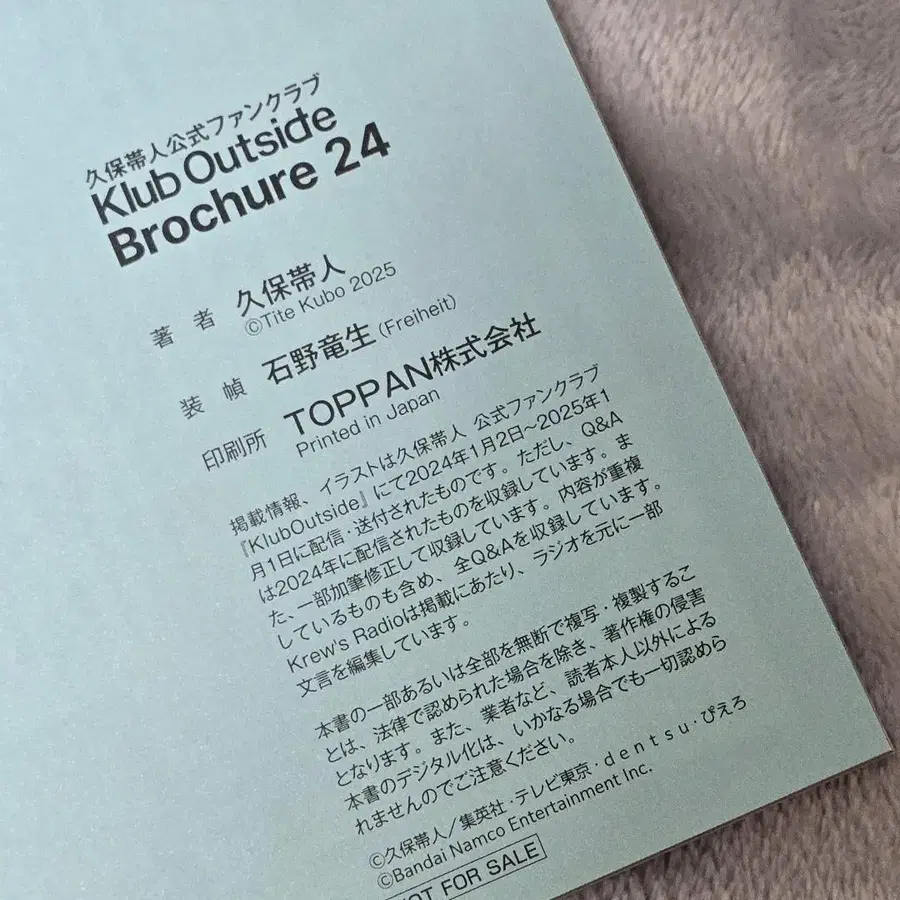 久保帯人公式ファンクラブ
Klub Outside
Brochure 24
著者 久保帯人
©Tite Kubo 2025
装幀 石野竜生(Freiheit)
印刷所 TOPPAN株式会社
Printed in Japan
掲載情報、イラストは久保帯人 公式ファンクラブ
『KlubOutside』にて2024年1月2日~2025年1
月1日に配信・送付されたものです。ただし、Q&A
は2024年に配信されたものを収録しています。ま
た、一部加筆修正して収録しています。内容が重複
しているものも含め、全Q&Aを収録しています。
Krew's Radioは掲載にあたり、ラジオを元に一部
文言を編集しています。
本書の一部あるいは全部を無断で複写・複製するこ
とは、法律で認められた場合を除き、著作権の侵害
となります。また、業者など、読者本人以外による
本書のデジタル化は、いかなる場合でも一切認めら
れませんのでご注意ください。
©久保帯人/集英社・テレビ東京・dentsu・ぴえろ
©Bandai Namco Entertainment Inc.
NOT FOR SALE